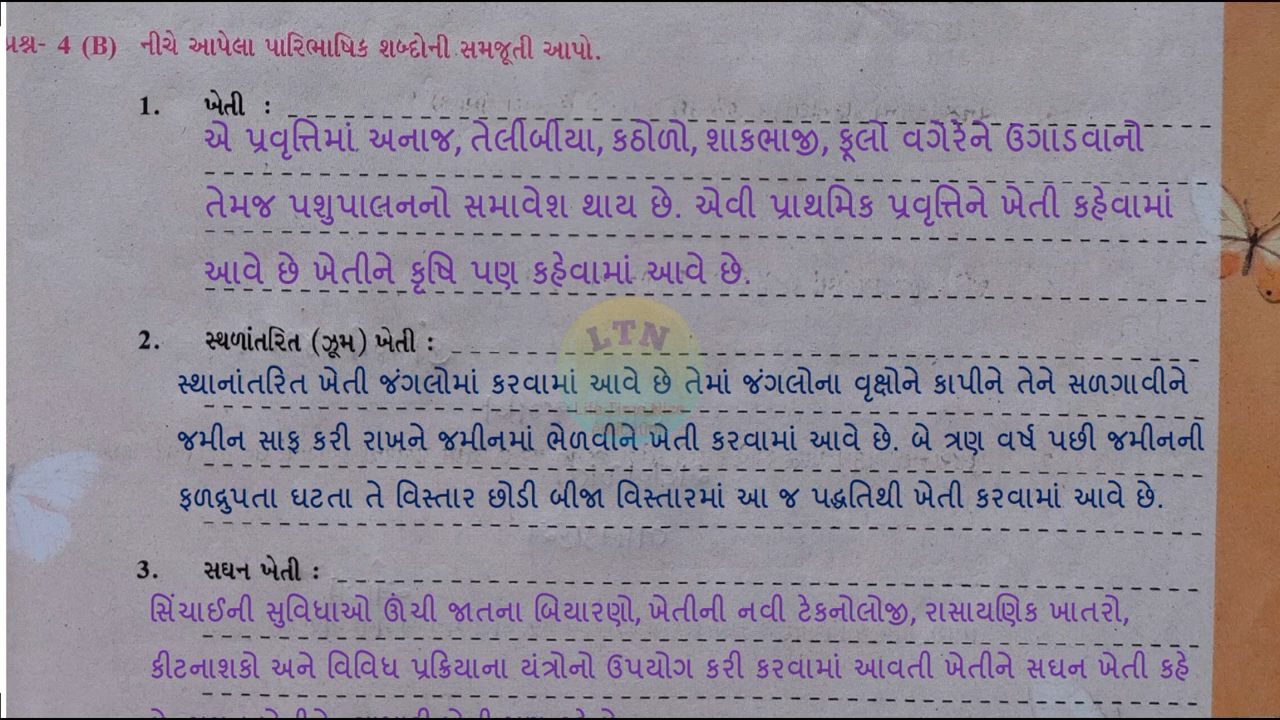 પ્રશ્ન- 4 (B) નીચે આપેલા પારિભાષિક શબ્દોની સમજૂતી આપો.
1. ખેતી :
એ પ્રવૃત્તિમાં અનાજ, તેલીબીયા, કઠોળો, શાકભાજી, ફૂલો વગેરેને ઉગાડવાનો
તેમજ પશુપાલનનો સમાવેશ થાય છે. એવી પ્રાથમિક પ્રવૃત્તિને ખેતી કહેવામાં
આવે છે ખેતીને કૃષિ પણ કહેવામાં આવે છે.
LTN
2. સ્થળાંતરિત (ઝૂમ) ખેતી :
સ્થાનાંતરિત ખેતી જંગલોમાં કરવામાં આવે છે તેમાં જંગલોના વૃક્ષોને કાપીને તેને સળગાવીને
જમીન સાફ કરી રાખને જમીનમાં ભેળવીને ખેતી કરવામાં આવે છે. બે ત્રણ વર્ષ પછી જમીનની
ફળદ્રુપતા ઘટતા તે વિસ્તાર છોડી બીજા વિસ્તારમાં આ જ પદ્ધતિથી ખેતી કરવામાં આવે છે.
3. સઘન ખેતી :
સિંચાઈની સુવિધાઓ ઊંચી જાતના બિયારણો, ખેતીની નવી ટેકનોલોજી, રાસાયણિક ખાતરો,
કીટનાશકો અને વિવિધ પ્રક્રિયાના યંત્રોનો ઉપયોગ કરી કરવામાં આવતી ખેતીને સઘન ખેતી કહે